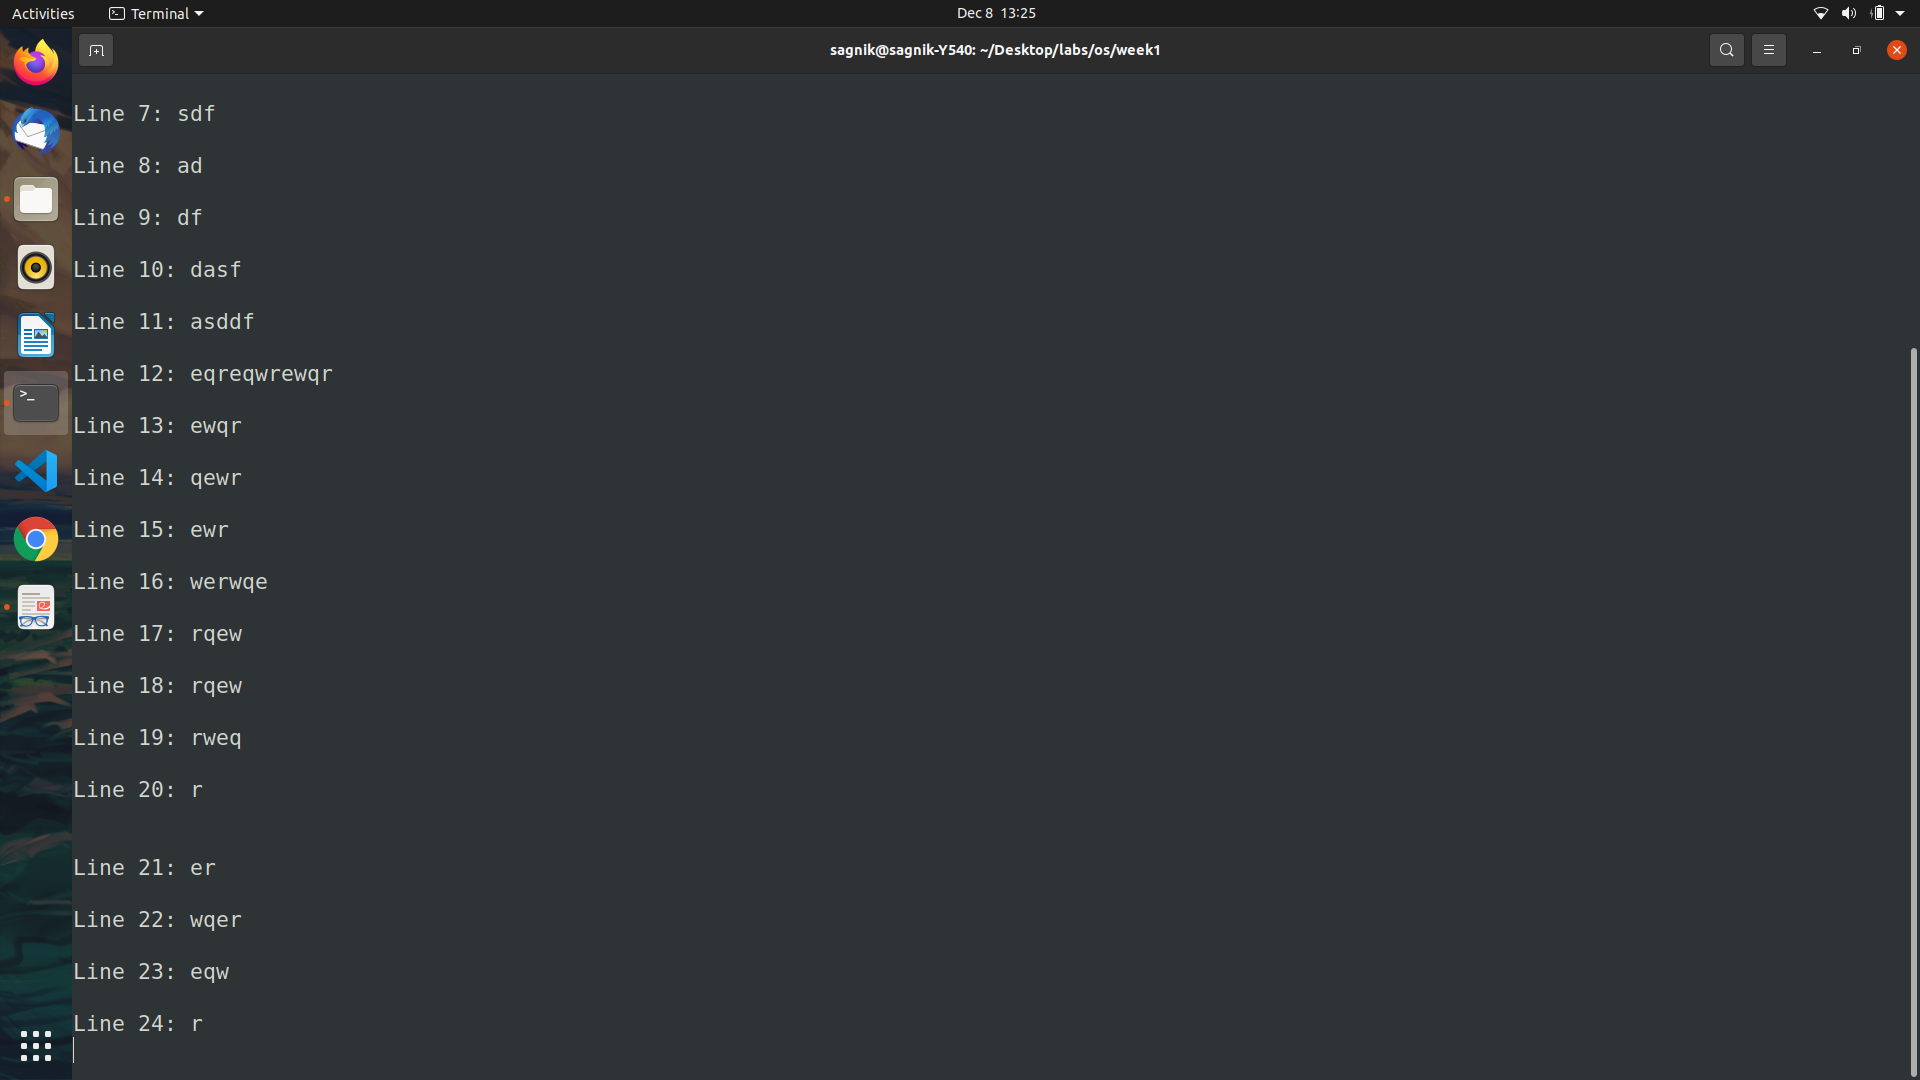 Activities
Terminal
Dec 8 13:25
sagnik@sagnik-Y540: ~/Desktop/labs/os/week1
Line 7: sdf
Line 8: ad
Line 9: df
Line 10: dasf
Line 11: asddf
Line 12: eqreqwrewqr
Line 13: ewqr
Line 14: qewr
Line 15: ewr
Line 16: werwqe
Line 17: rqew
Line 18: rqew
Line 19: rweq
Line 20: r
Line 21: er
Line 22: wqer
Line 23: eqw
Line 24: r